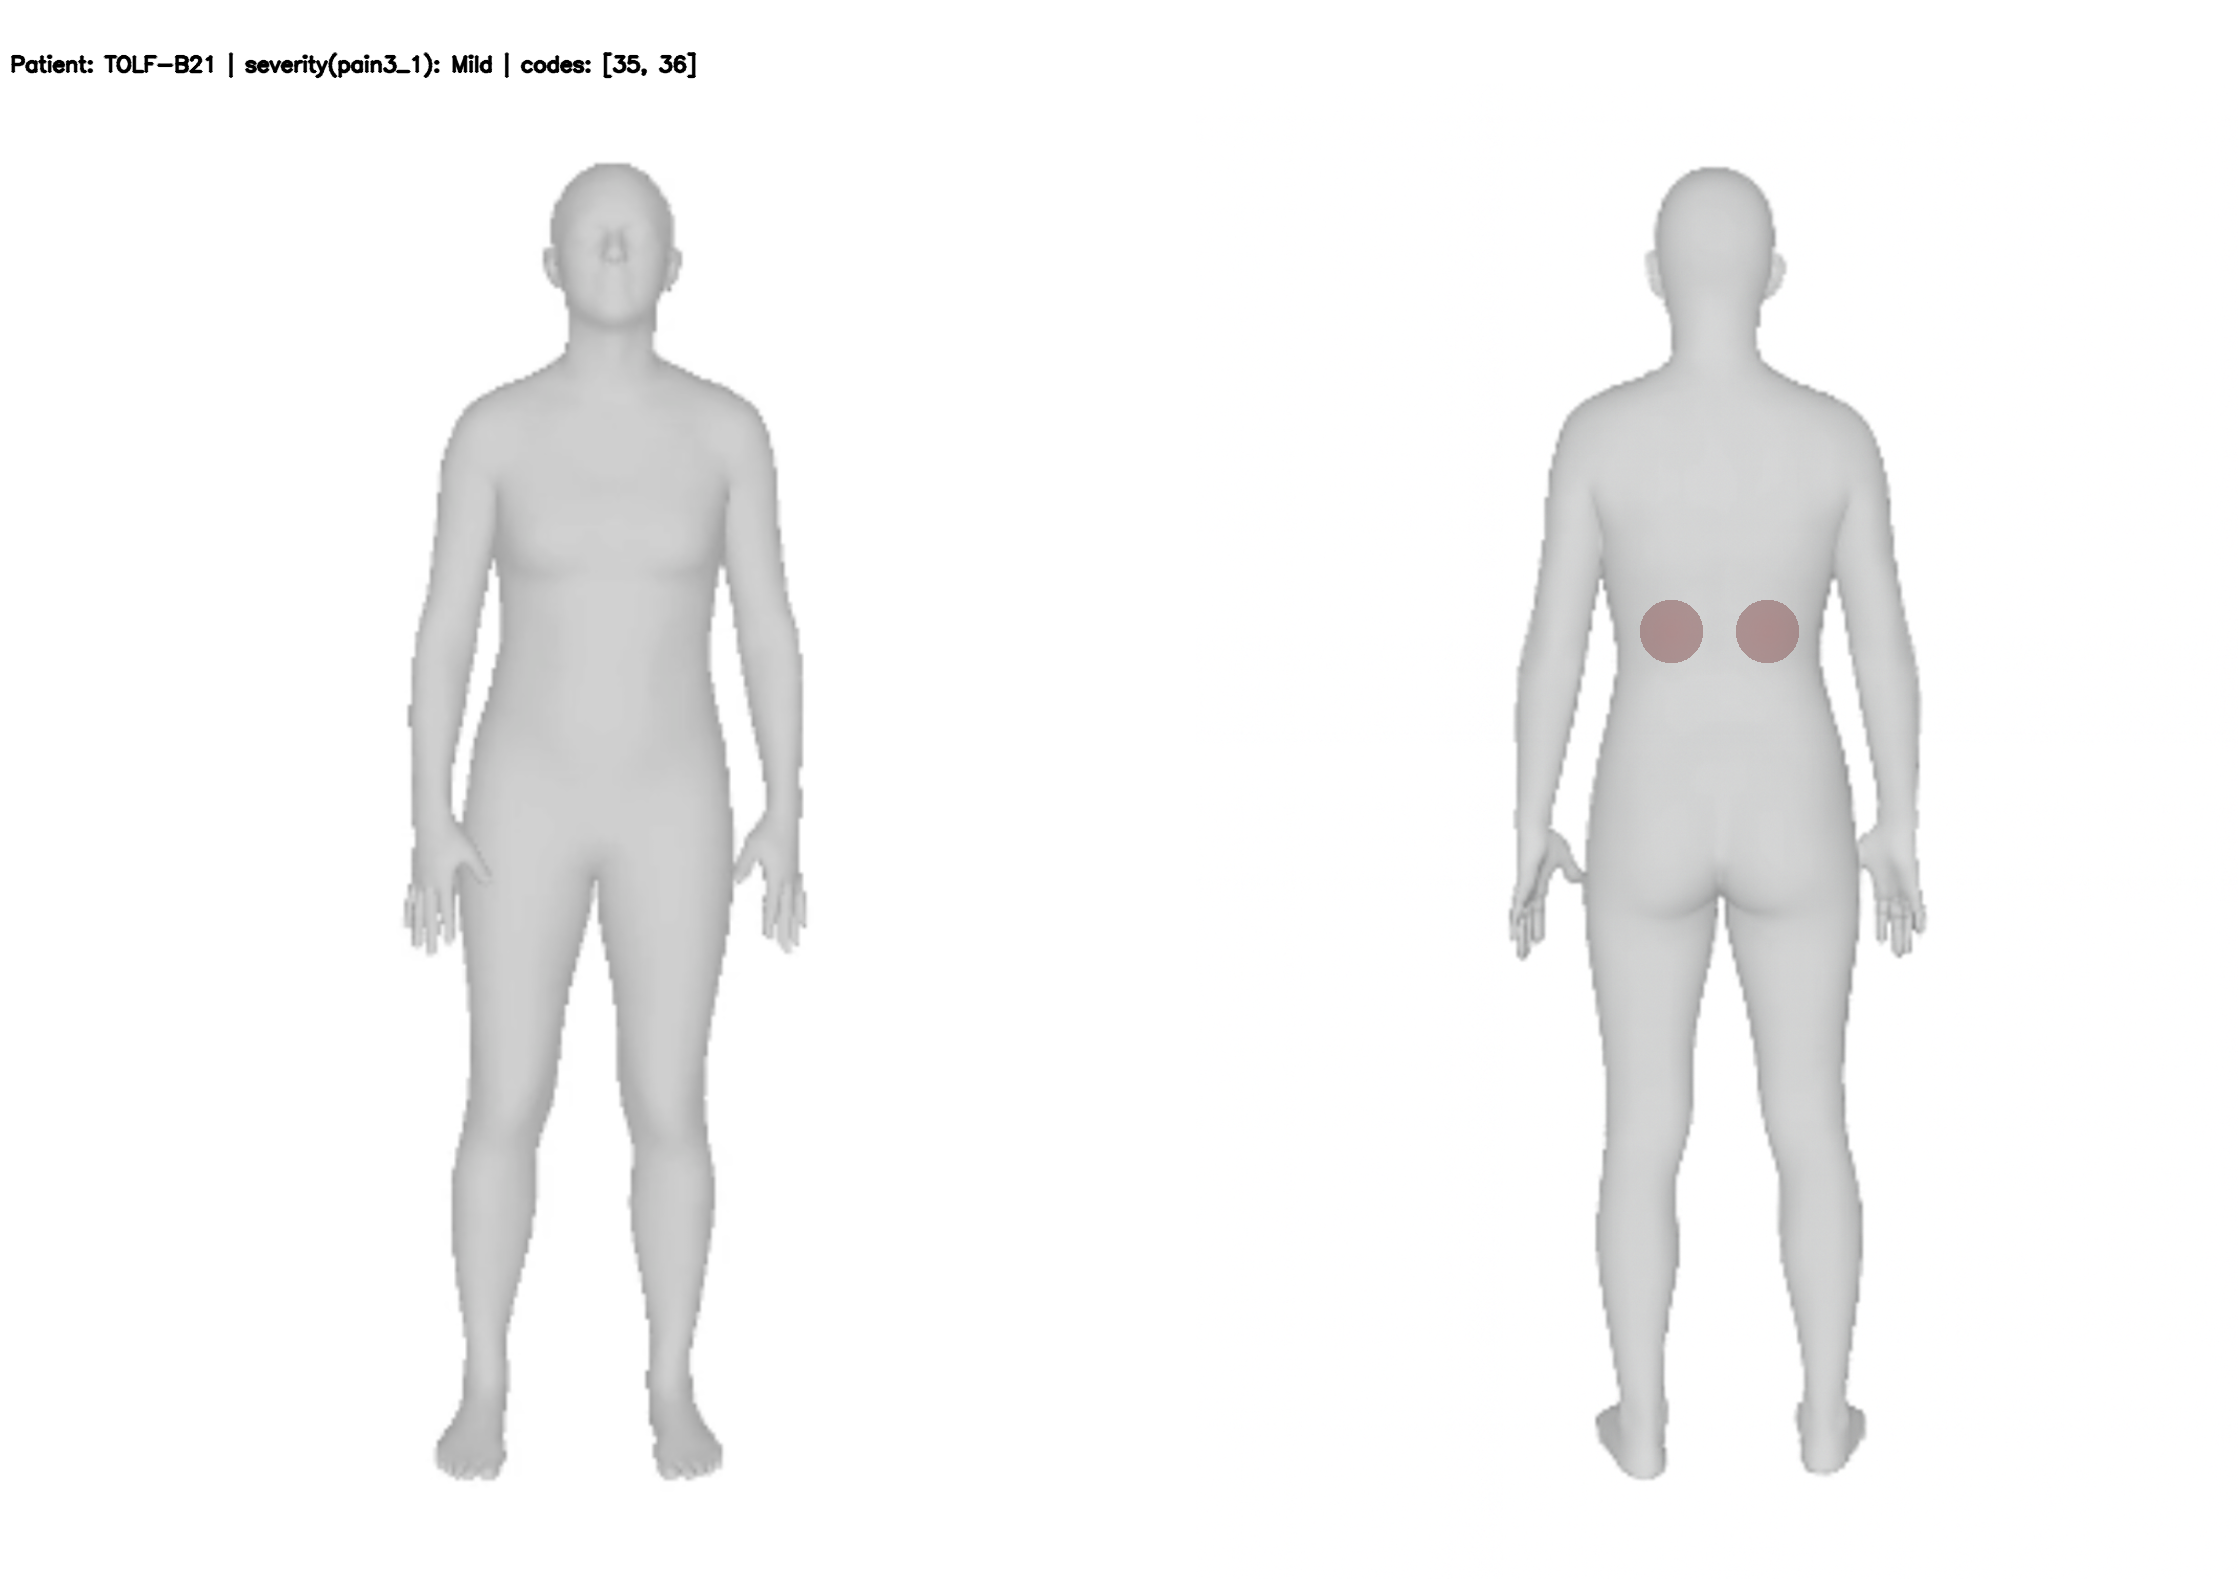 Patient: TOLF-B21 | severity(pain3_1): Mild | codes: [35, 36]